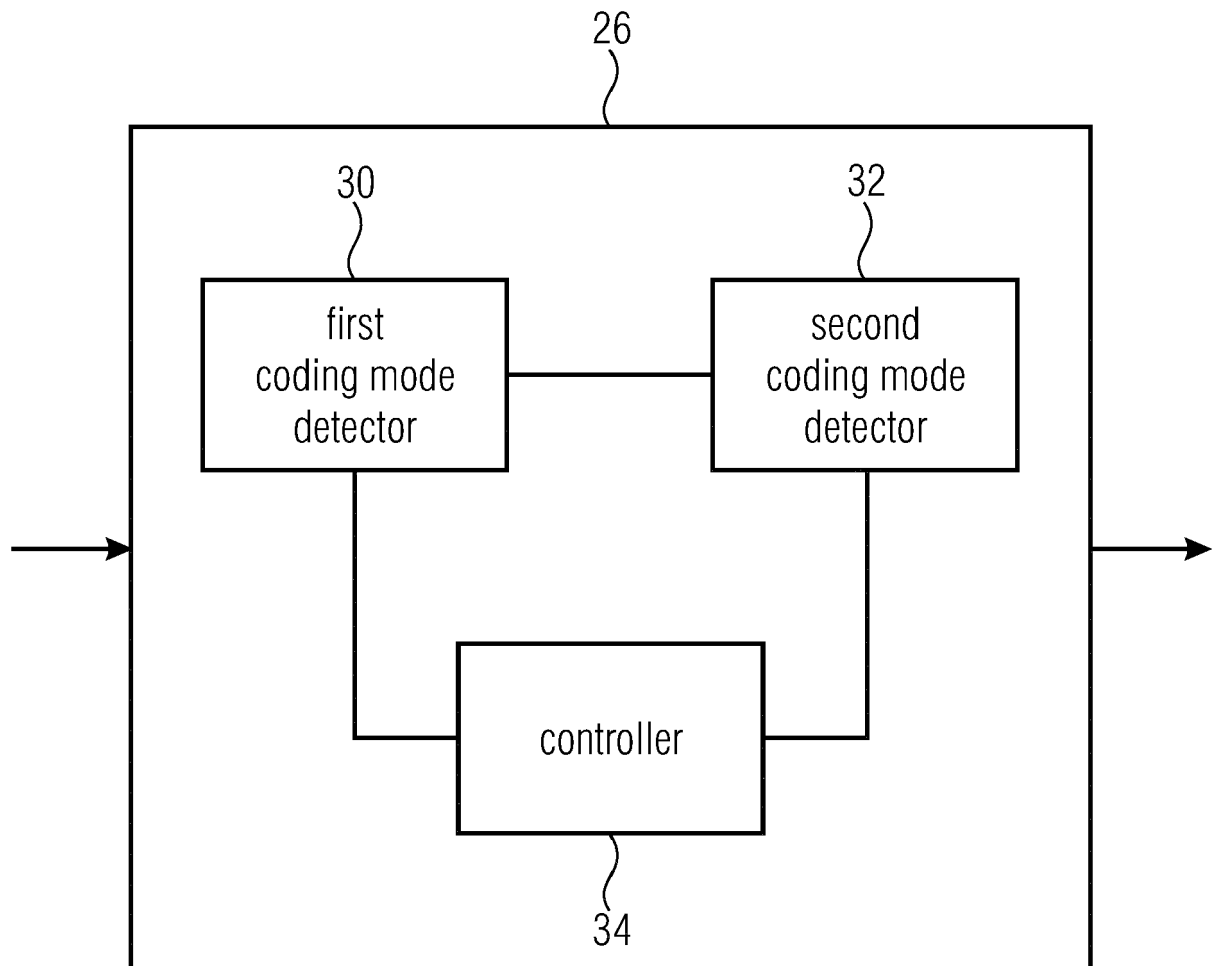 26
30
32
first
coding mode
detector
second
coding mode
detector
controller
34